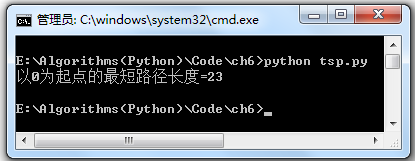 管理员: C:\windows\system32\cmd.exe
E:\Algorithms(Python)\Code\ch6>python tsp.py
以0为起点的最短路径长度=23
E:\Algorithms(Python)\Code\ch6>